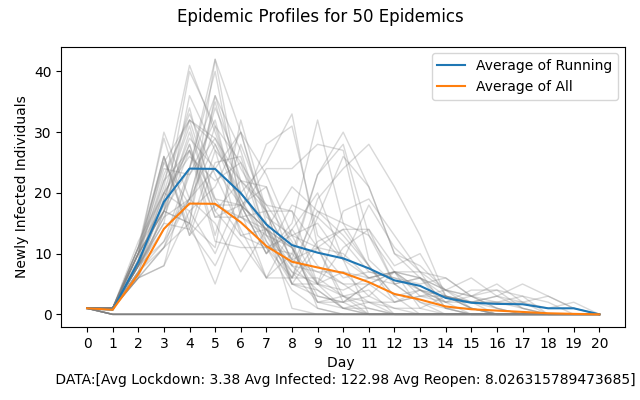 Epidemic Profiles for 50 Epidemics
Average of Running
Average of All
Newly Infected Individuals
40
30
20
10
0
0 1 2 3 4 5 6 7 8 9 10 11 12 13 14 15 16 17 18 19 20
Day
DATA:[Avg Lockdown: 3.38 Avg Infected: 122.98 Avg Reopen: 8.026315789473685]